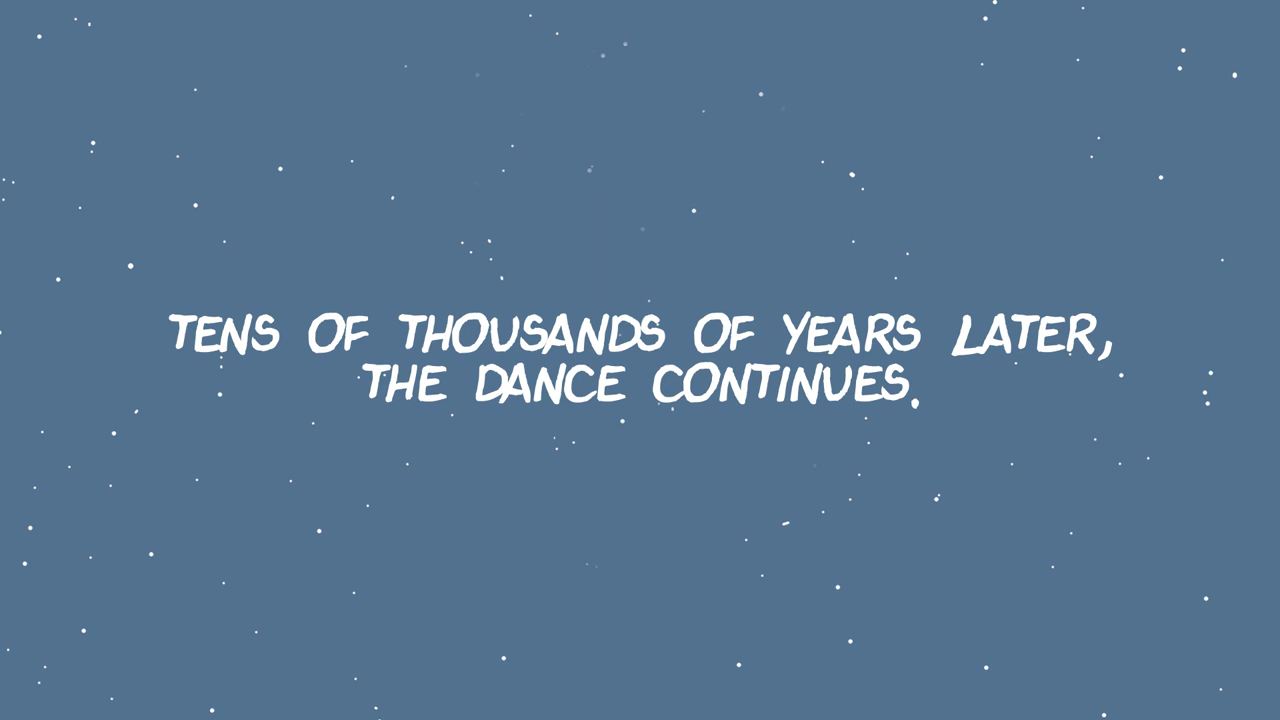 TENS OF THOUSANDS OF YEARS LATER,
THE DANCE CONTINUES.